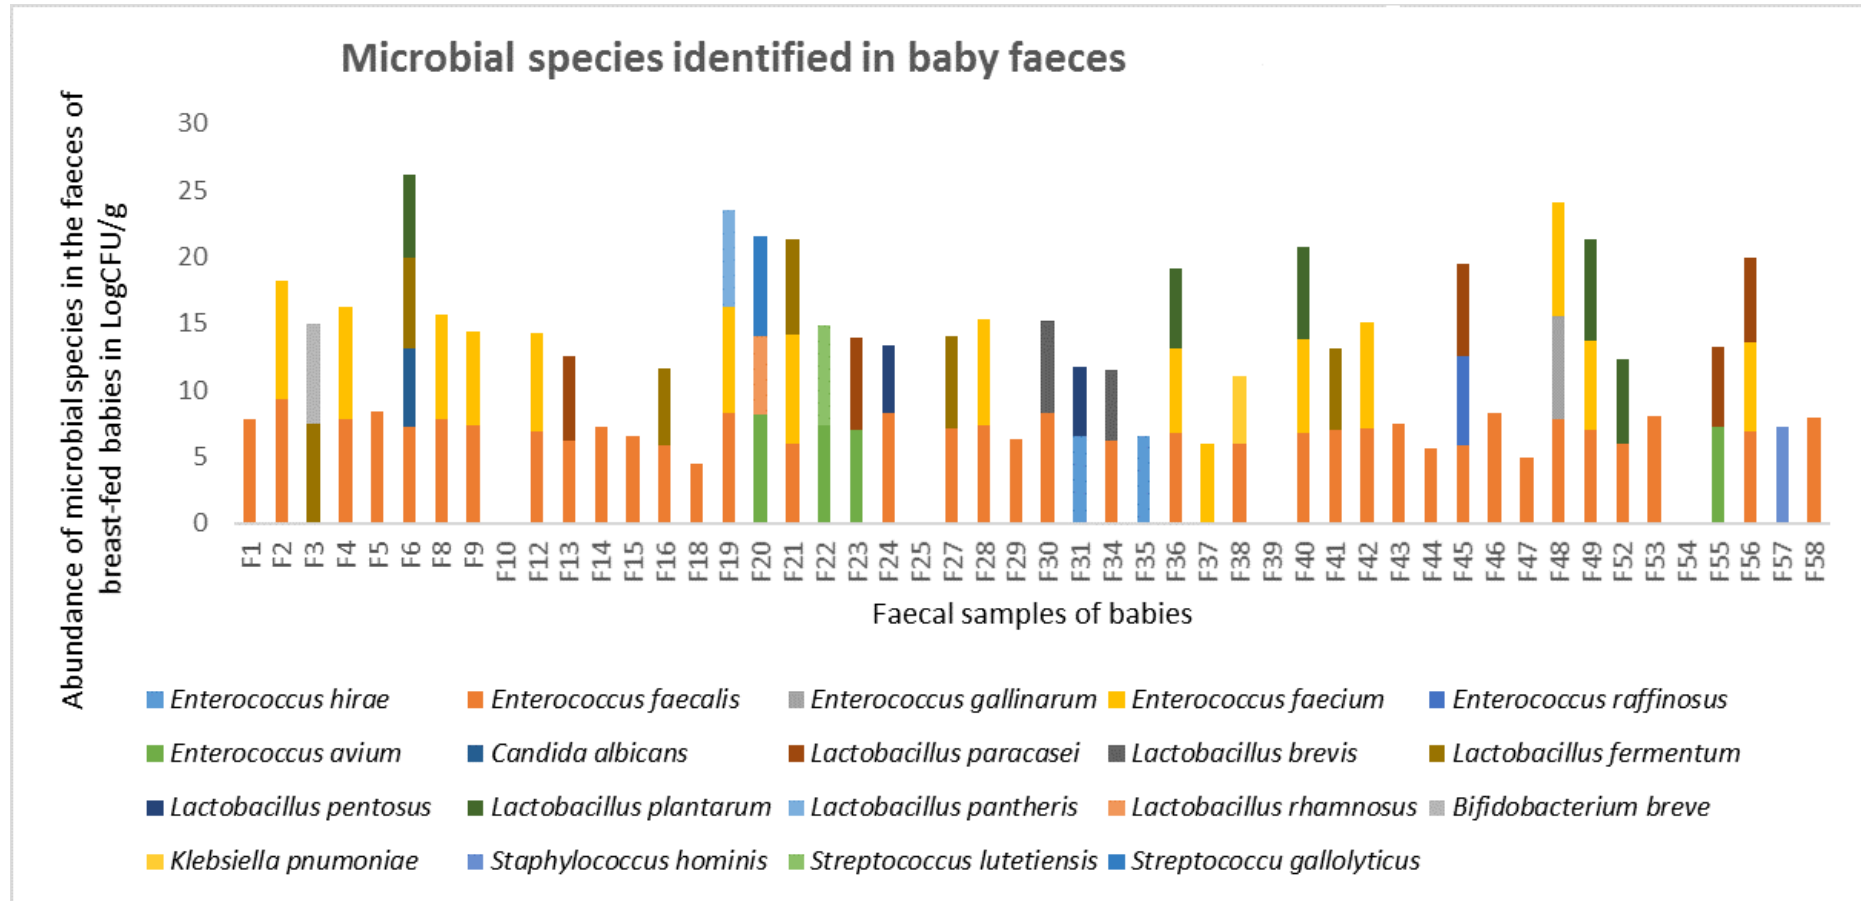 Microbial species identified in baby faeces
Abundance of microbial species in the faeces of
breast-fed babies in LogCFU/g
30
25
20
15
10
5
0
F1 F2 F3 F4 F5 F6 F8 F9 F10 F12 F13 F14 F15 F16 F18 F19 F20 F21 F22 F23 F24 F25 F27 F28 F29 F30 F31 F34 F35 F36 F37 F38 F39 F40 F41 F42 F43 F44 F45 F46 F47 F48 F49 F52 F53 F54 F55 F56 F57 F58
Faecal samples of babies
Enterococcus hirae Enterococcus faecalis Enterococcus gallinarum Enterococcus faecium Enterococcus raffinosus
Enterococcus avium Candida albicans Lactobacillus paracasei Lactobacillus brevis Lactobacillus fermentum
Lactobacillus pentosus Lactobacillus plantarum Lactobacillus pantheris Lactobacillus rhamnosus Bifidobacterium breve
Klebsiella pnumoniae Staphylococcus hominis Streptococcus lutetiensis Streptococcu gallolyticus